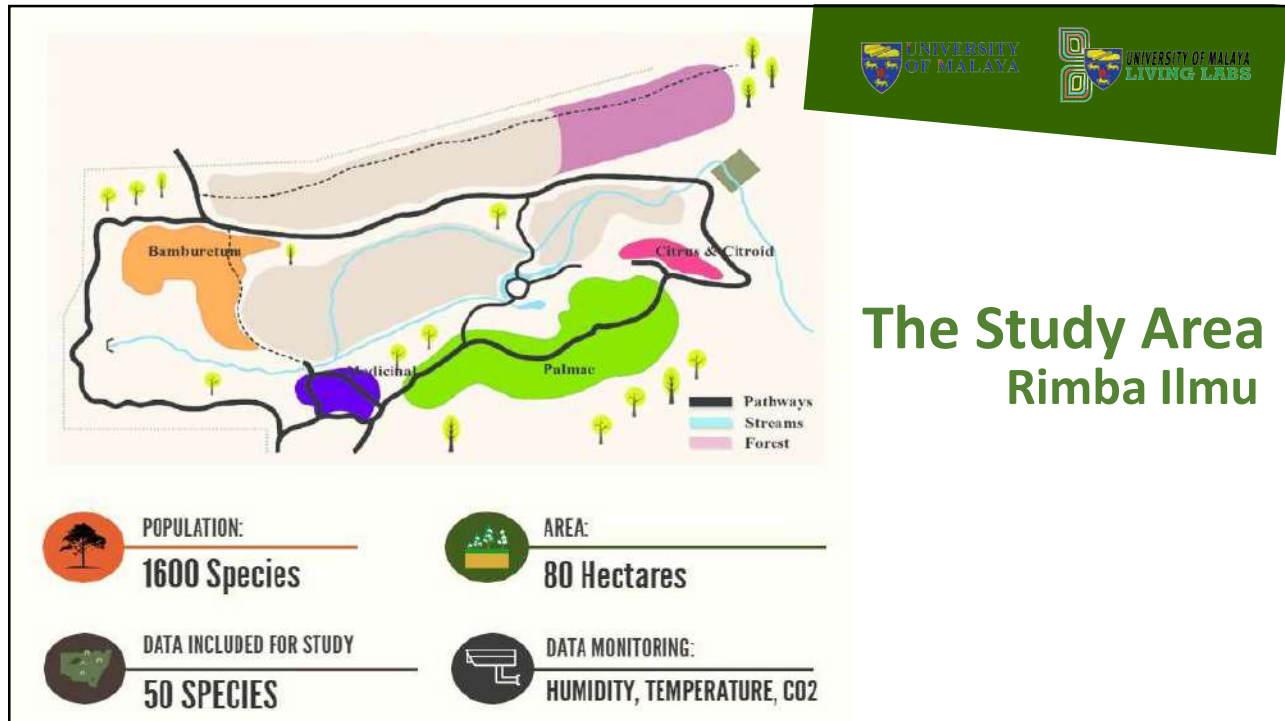 UNIVERSITY
OF MALAYA
UNIVERSITY OF MALAYA
LIVING LABS
Bamburetum
Citrus & Citroid
Medicinal
Palmae
Pathways
Streams
Forest
The Study Area
Rimba Ilmu
POPULATION:
1600 Species
AREA:
80 Hectares
DATA INCLUDED FOR STUDY
50 SPECIES
DATA MONITORING:
HUMIDITY, TEMPERATURE, CO2